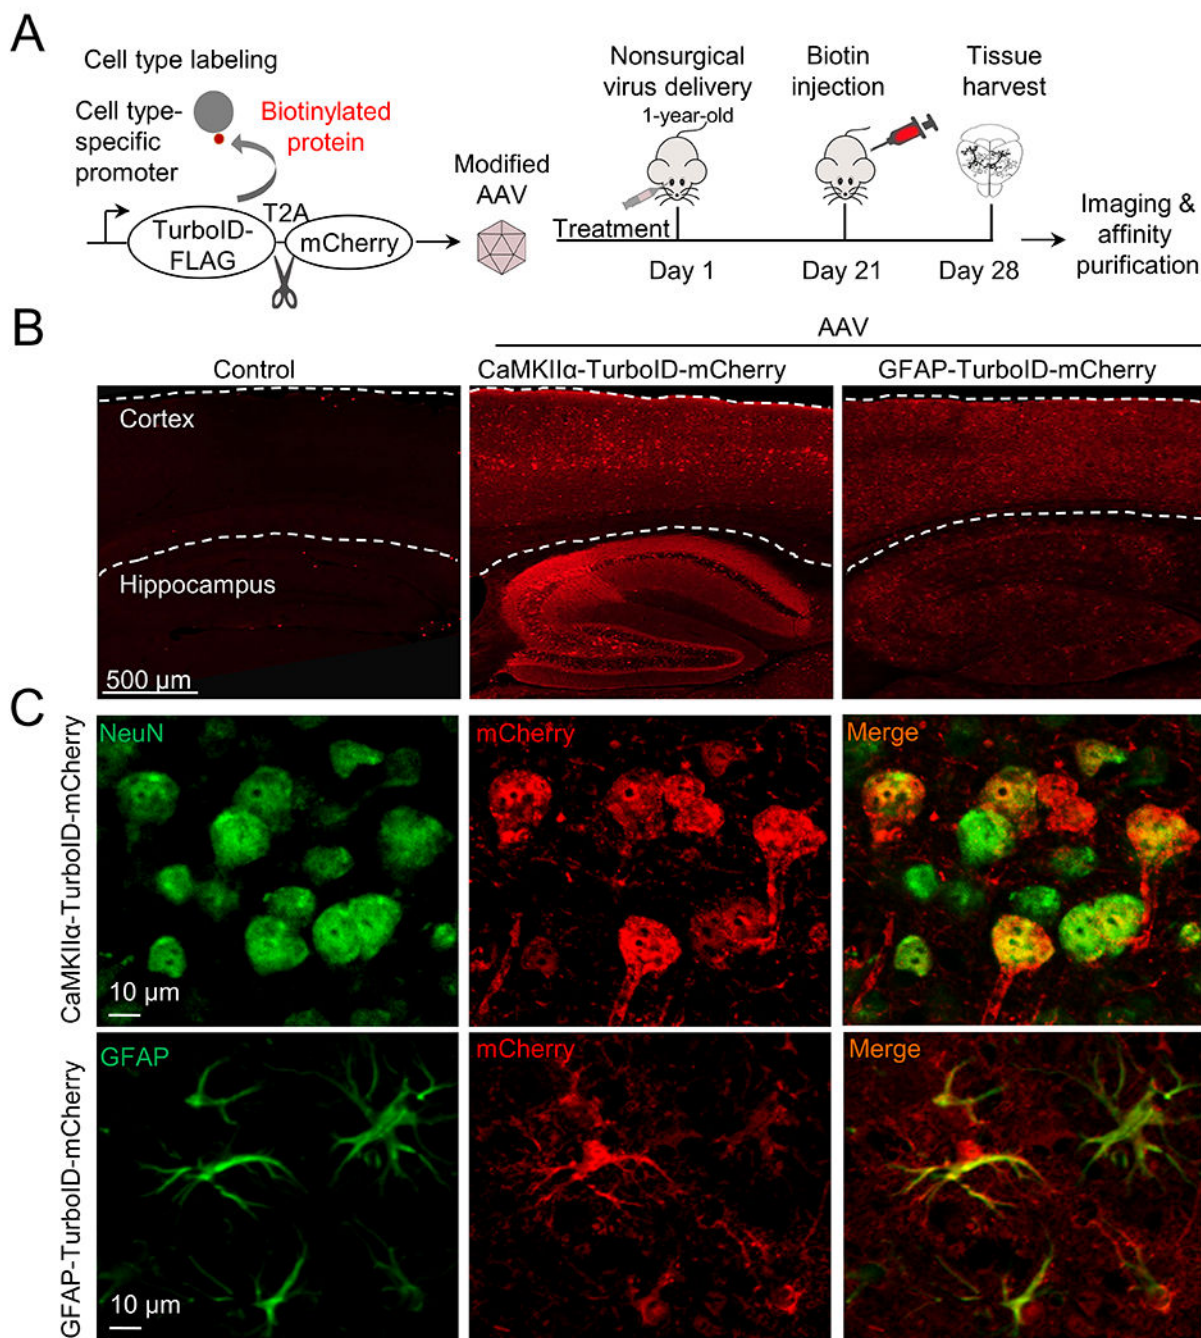 A
Cell type labeling
Cell type-
specific
promoter
Biotinylated
protein
T2A
TurboID-
FLAG
mCherry
Modified
AAV
Nonsurgical
virus delivery
1-year-old
Biotin
injection
Tissue
harvest
Treatment
Day 1
Day 21
Day 28
Imaging &
affinity
purification
B
AAV
Control
CaMKIIα-TurboID-mCherry
GFAP-TurboID-mCherry
Cortex
Hippocampus
500 µm
C
CaMKIIα-TurboID-mCherry
NeuN
mCherry
Merge
10 µm
GFAP-TurboID-mCherry
GFAP
mCherry
Merge
10 µm